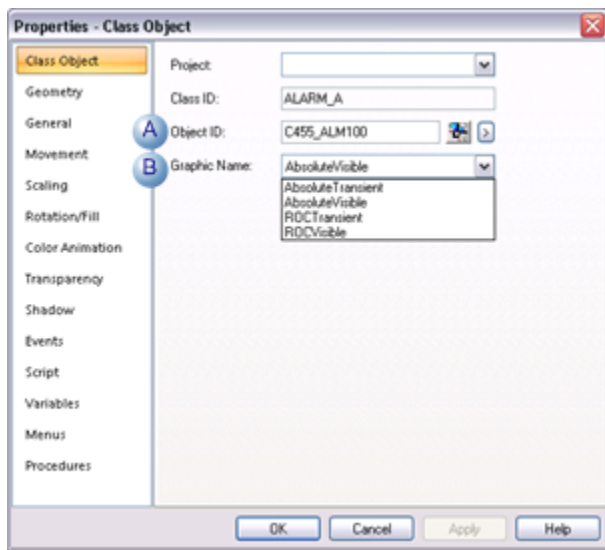 Properties - Class Object
Class Object
Geometry
General
Movement
Scaling
Rotation/Fill
Color Animation
Transparency
Shadow
Events
Script
Variables
Menus
Procedures
Project:
Class ID: ALARM_A
A Object ID: C455_ALM100 >
B Graphic Name: AbsoluteVisible
AbsoluteTransient
AbsoluteVisible
ROCTransient
ROCVisible
OK Cancel Apply Help